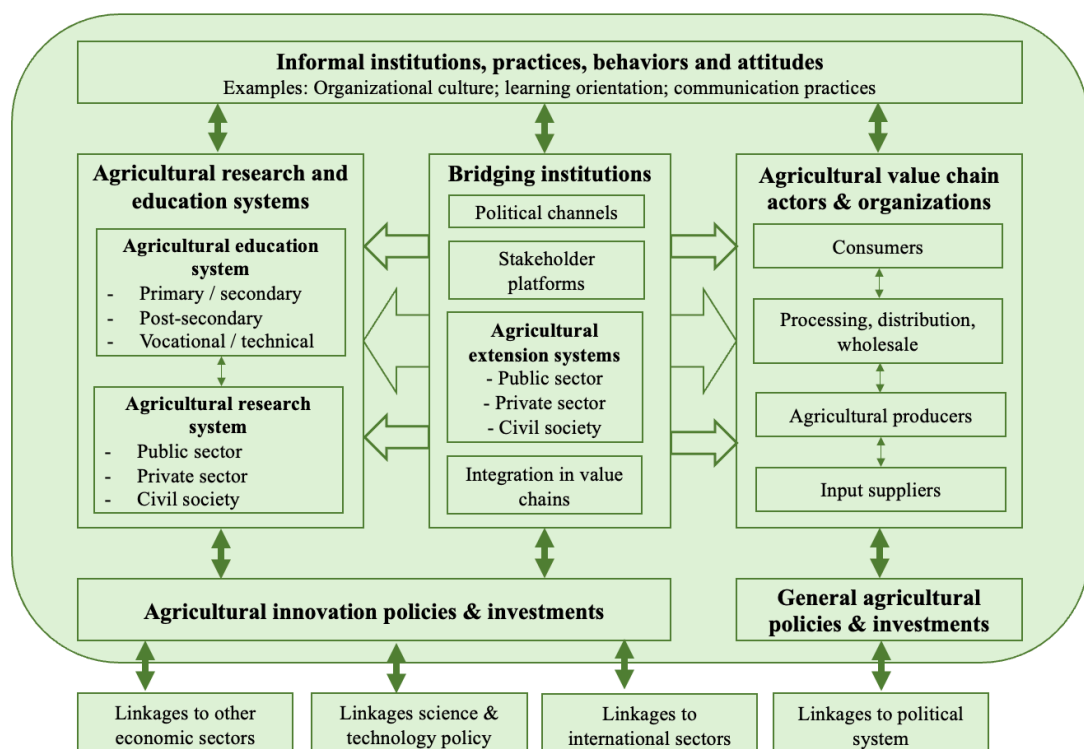 Informal institutions, practices, behaviors and attitudes
Examples: Organizational culture; learning orientation; communication practices
Agricultural research and
education systems
Agricultural education
system
- Primary / secondary
- Post-secondary
- Vocational / technical
Agricultural research
system
- Public sector
- Private sector
- Civil society
Bridging institutions
Political channels
Stakeholder
platforms
Agricultural
extension systems
- Public sector
- Private sector
- Civil society
Integration in value
chains
Agricultural value chain
actors & organizations
Consumers
Processing, distribution,
wholesale
Agricultural producers
Input suppliers
Agricultural innovation policies & investments
General agricultural
policies & investments
Linkages to other
economic sectors
Linkages science &
technology policy
Linkages to
international sectors
Linkages to political
system